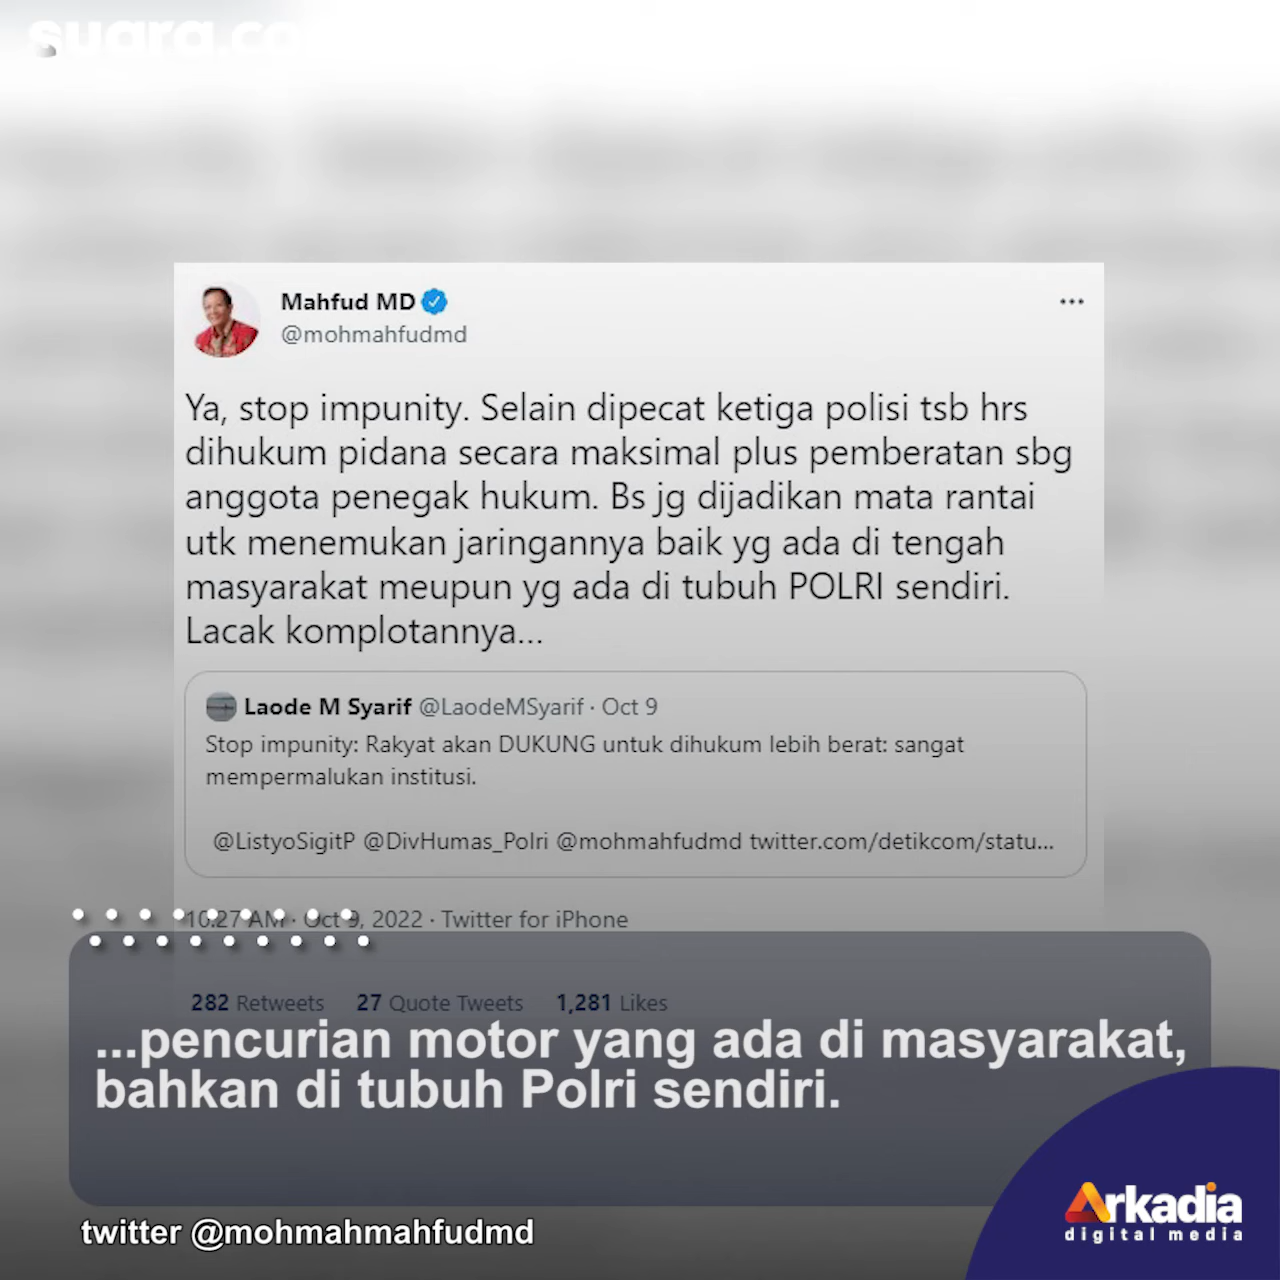 suara.co
Mahfud MD
@mohmahfudmd
Ya, stop impunity. Selain dipecat ketiga polisi tsb hrs
dihukum pidana secara maksimal plus pemberatan sbg
anggota penegak hukum. Bs jg dijadikan mata rantai
utk menemukan jaringannya baik yg ada di tengah
masyarakat meupun yg ada di tubuh POLRI sendiri.
Lacak komplotannya...
Laode M Syarif @LaodeMSyarif · Oct 9
Stop impunity: Rakyat akan DUKUNG untuk dihukum lebih berat: sangat
mempermalukan institusi.
@ListyoSigitP @DivHumas_Polri @mohmahfudmd twitter.com/detikcom/statu...
10:27 AM · Oct 9, 2022 · Twitter for iPhone
282 Retweets 27 Quote Tweets 1,281 Likes
...pencurian motor yang ada di masyarakat,
bahkan di tubuh Polri sendiri.
twitter @mohmahmahfudmd
Arkadia
digital media